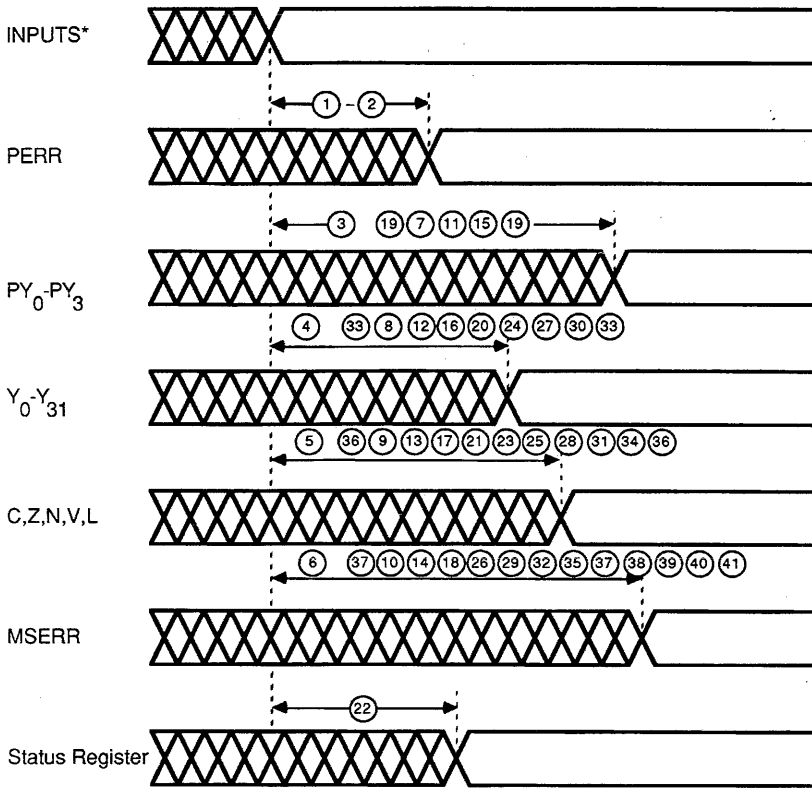 INPUTS*
1 - 2
PERR
3 19 7 11 15 19
PY0-PY3
4 33 8 12 16 20 24 27 30 33
Y0-Y31
5 36 9 13 17 21 23 25 28 31 34 36
C,Z,N,V,L
6 37 10 14 18 26 29 32 35 37 38 39 40 41
MSERR
22
Status Register